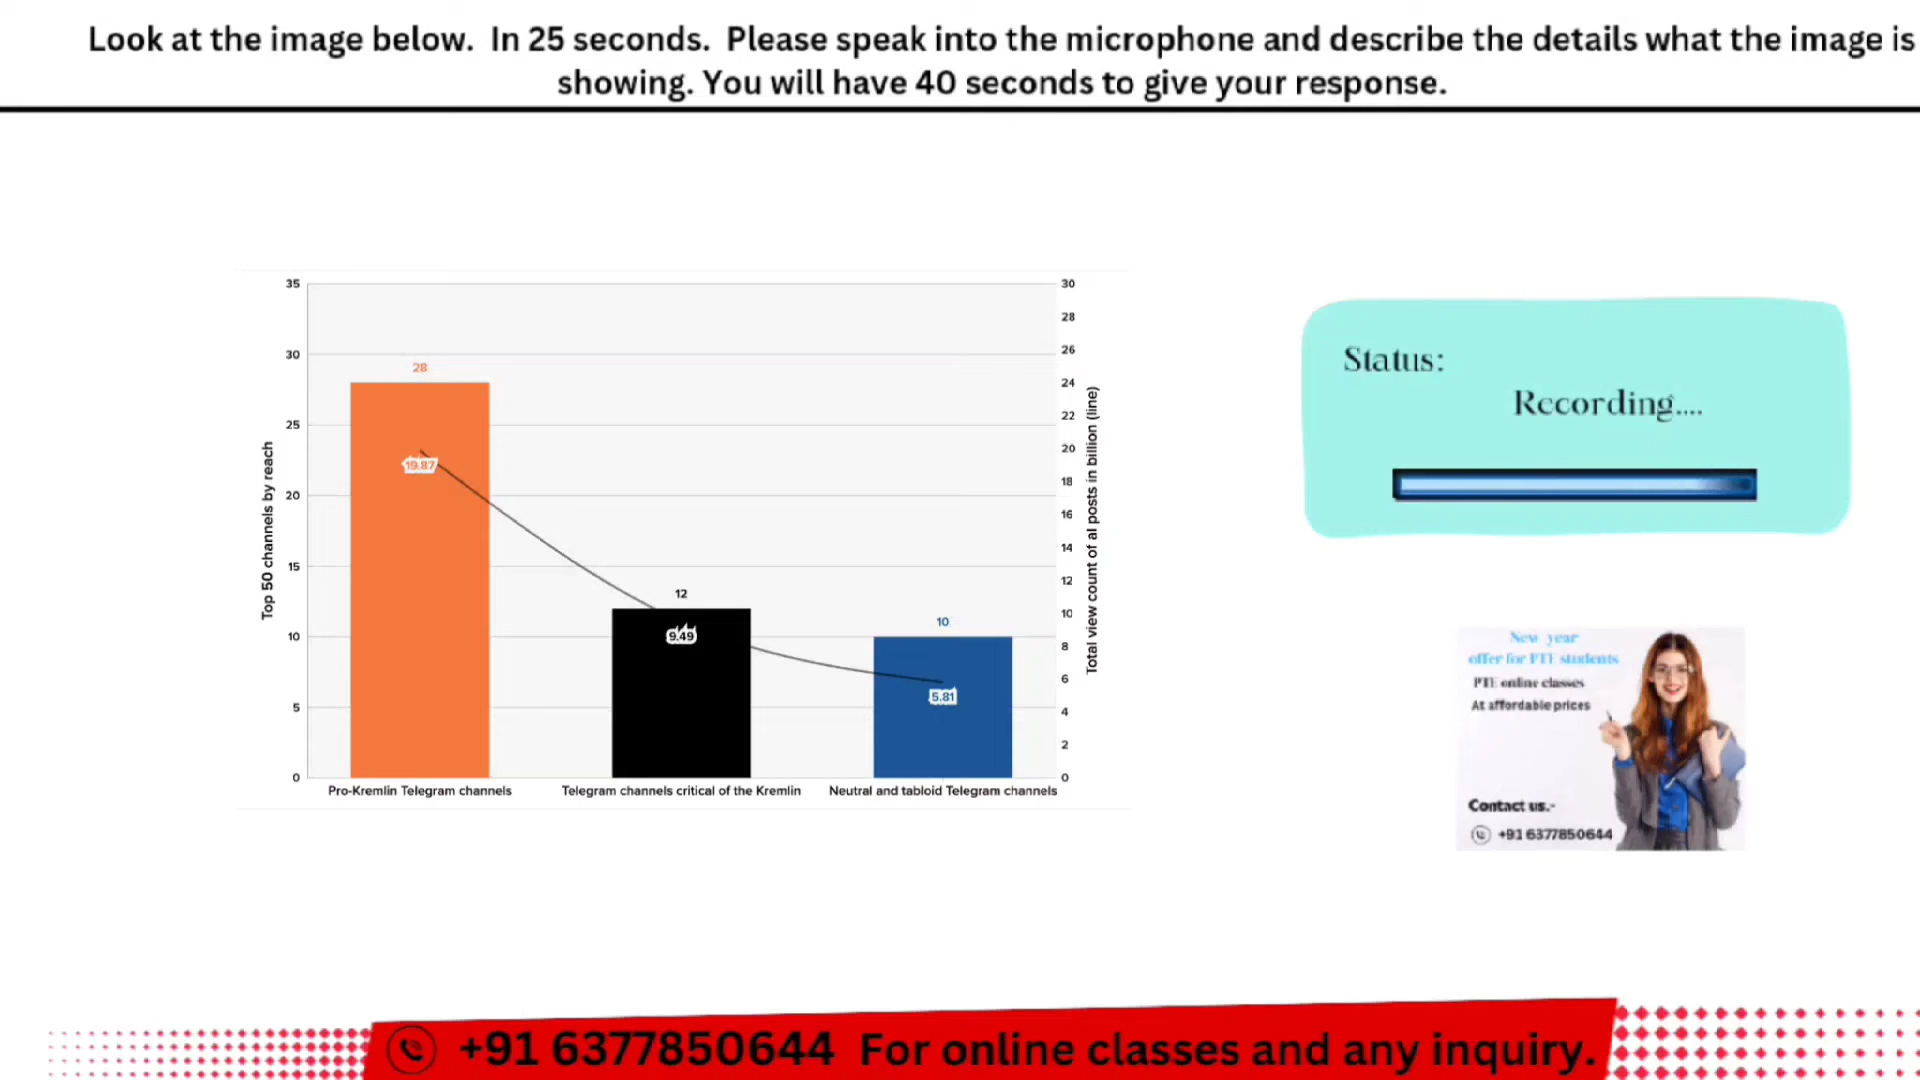 Look at the image below. In 25 seconds. Please speak into the microphone and describe the details what the image is
showing. You will have 40 seconds to give your response.
35
30
25
20
15
10
5
0
Top 50 channels by reach
28
19.87
12
9.49
10
5.81
30
28
26
24
22
20
18
16
14
12
10
8
6
4
2
0
Total view count of al posts in billion (line)
Pro-Kremlin Telegram channels
Telegram channels critical of the Kremlin
Neutral and tabloid Telegram channels
Status:
Recording....
New year
offer for PTE students
PTE online classes
At affordable prices
Contact us.-
+91 6377850644
+91 6377850644 For online classes and any inquiry.